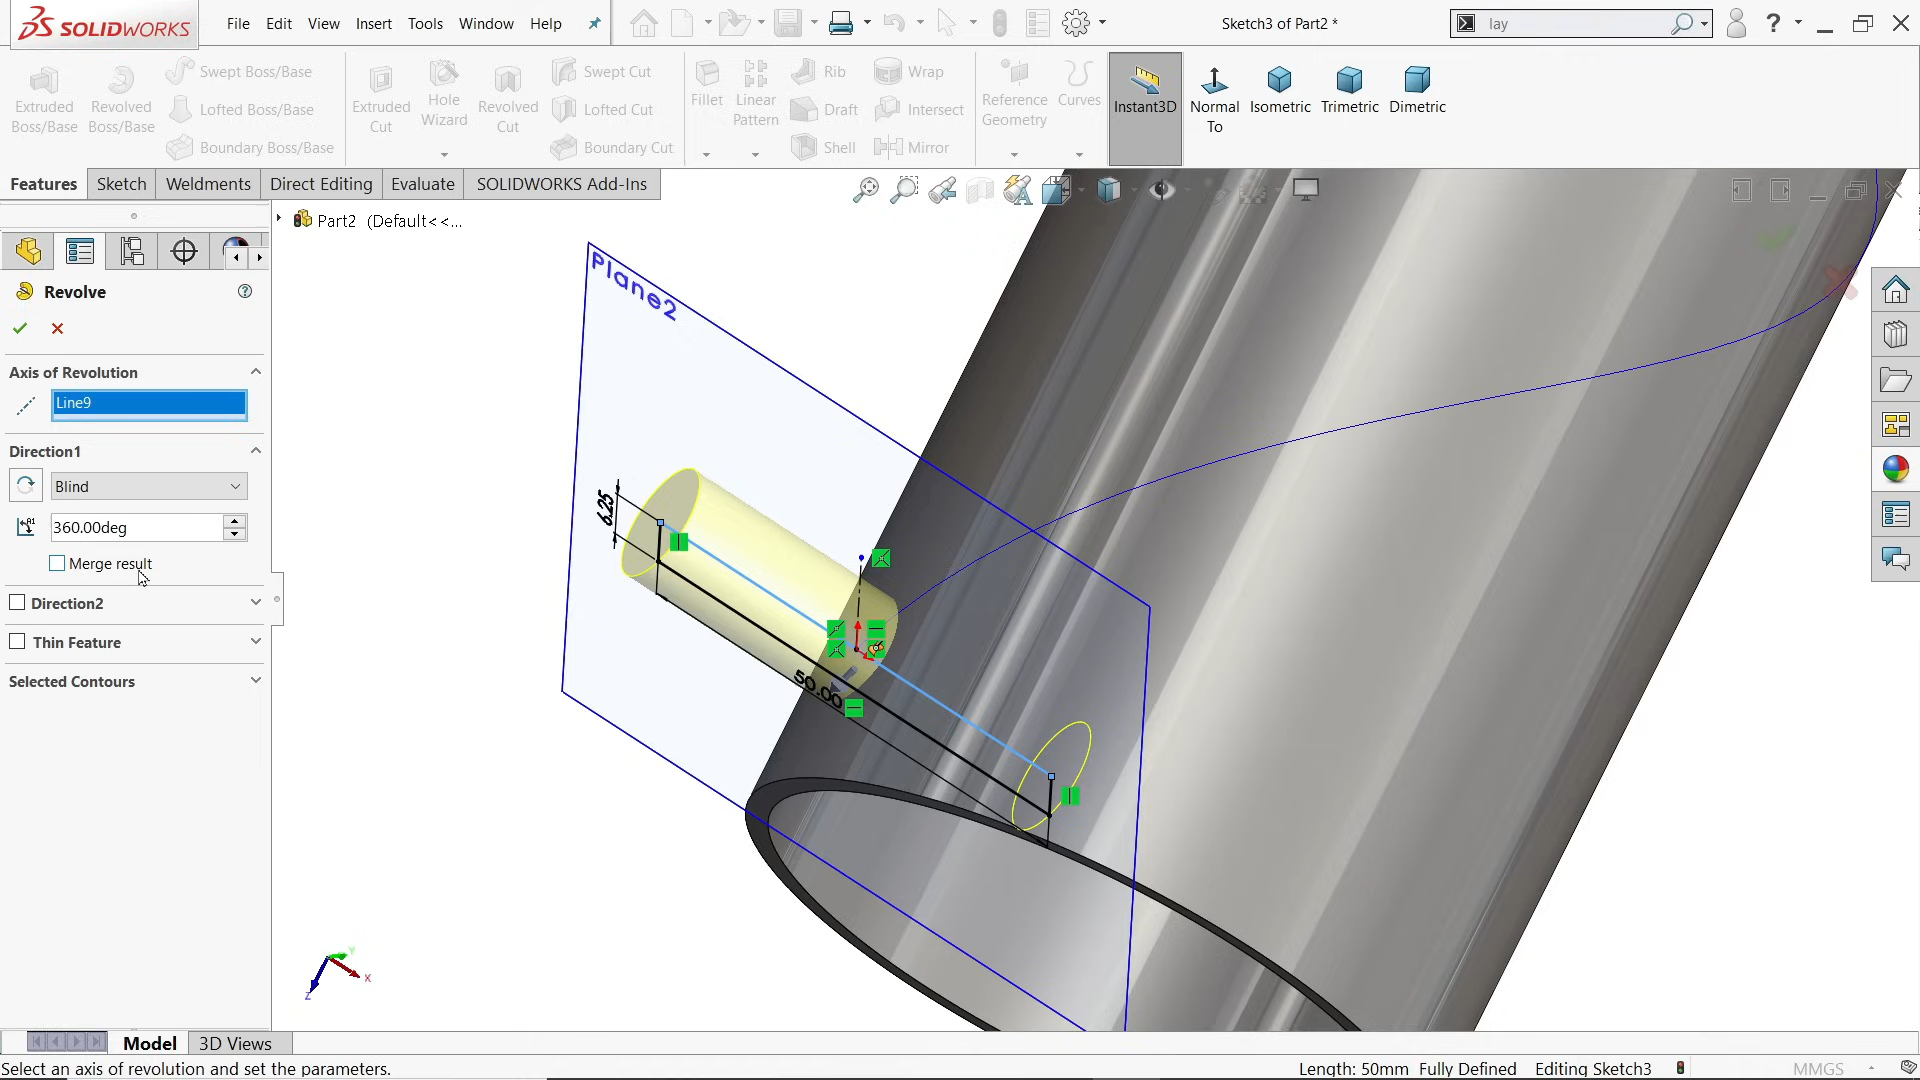 SOLIDWORKS
File Edit View Insert Tools Window Help
Sketch3 of Part2 *
lay
Extruded Boss/Base
Revolved Boss/Base
Swept Boss/Base
Lofted Boss/Base
Boundary Boss/Base
Extruded Cut
Hole Wizard
Revolved Cut
Swept Cut
Lofted Cut
Boundary Cut
Fillet
Linear Pattern
Rib
Draft
Shell
Wrap
Intersect
Mirror
Reference Geometry
Curves
Instant3D
Normal To
Isometric
Trimetric
Dimetric
Features Sketch Weldments Direct Editing Evaluate SOLIDWORKS Add-Ins
Part2 (Default<<...
Revolve
Axis of Revolution
Line9
Direction1
Blind
360.00deg
Merge result
Direction2
Thin Feature
Selected Contours
Plane2
6.25
50.00
Y
X
Z
Model 3D Views
Select an axis of revolution and set the parameters.
Length: 50mm Fully Defined Editing Sketch3 MMGS